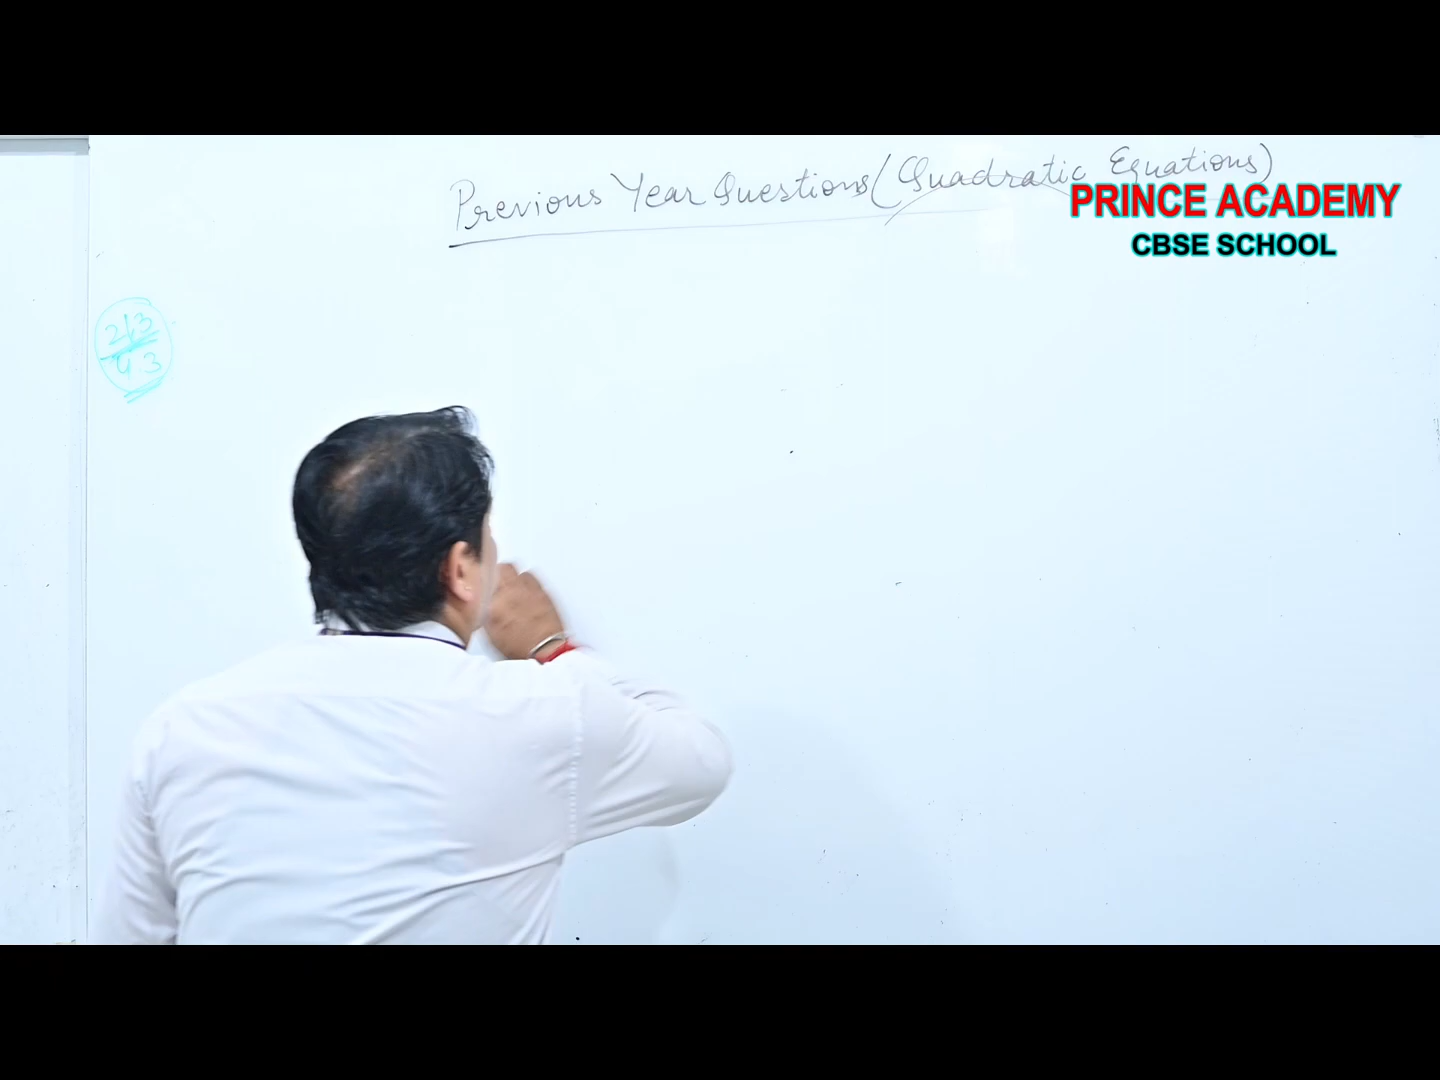 Previous Year Questions (Quadratic Equations)
PRINCE ACADEMY
CBSE SCHOOL